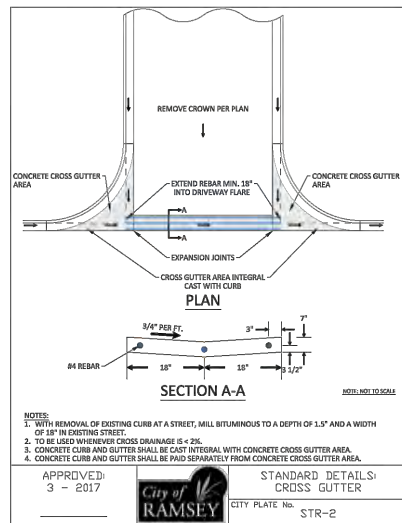 REMOVE CROWN PER PLAN
CONCRETE CROSS GUTTER
AREA
EXTEND REBAR MIN. 18"
INTO DRIVEWAY FLARE
CONCRETE CROSS GUTTER
AREA
A
A
EXPANSION JOINTS
CROSS GUTTER AREA INTEGRAL
CAST WITH CURB
PLAN
3/4" PER FT.
3"
7"
#4 REBAR
18"
18"
3 1/2"
SECTION A-A
NOTE: NOT TO SCALE
NOTES:
1. WITH REMOVAL OF EXISTING CURB AT A STREET, MILL BITUMINOUS TO A DEPTH OF 1.5" AND A WIDTH
OF 18" IN EXISTING STREET.
2. TO BE USED WHENEVER CROSS DRAINAGE IS < 2%.
3. CONCRETE CURB AND GUTTER SHALL BE CAST INTEGRAL WITH CONCRETE CROSS GUTTER AREA.
4. CONCRETE CURB AND GUTTER SHALL BE PAID SEPARATELY FROM CONCRETE CROSS GUTTER AREA.
APPROVED:
3 - 2017
City of
RAMSEY
STANDARD DETAILS:
CROSS GUTTER
CITY PLATE No.
STR-2